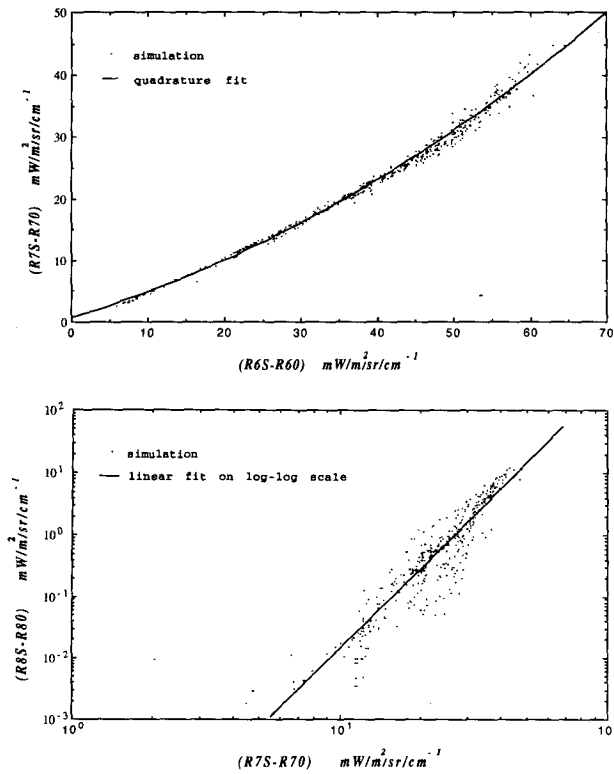 50
40
30
20
10
0
simulation
quadrature fit
(R7S-R70) mW/m²/sr/cm⁻¹
0 10 20 30 40 50 60 70
(R6S-R60) mW/m²/sr/cm⁻¹
10²
10¹
10⁰
10⁻¹
10⁻²
10⁻³
simulation
linear fit on log-log scale
(R8S-R80) mW/m²/sr/cm⁻¹
10⁰ 10¹ 10
(R7S-R70) mW/m²/sr/cm⁻¹